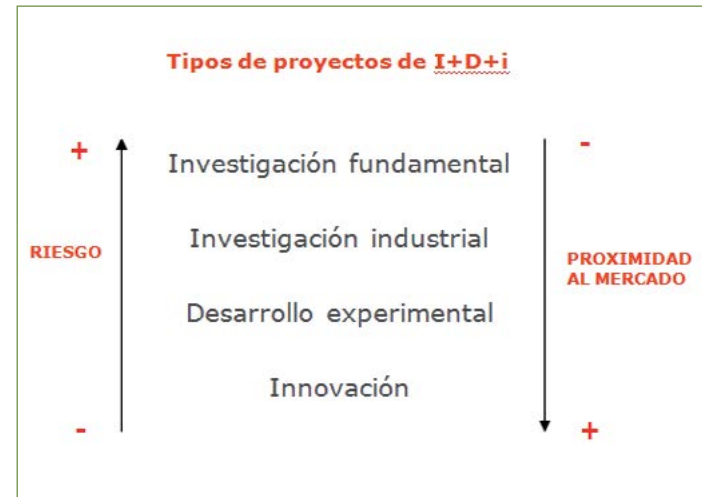 Tipos de proyectos de I+D+i
+
-
Investigación fundamental
Investigación industrial
RIESGO
PROXIMIDAD
AL MERCADO
Desarrollo experimental
Innovación
-
+